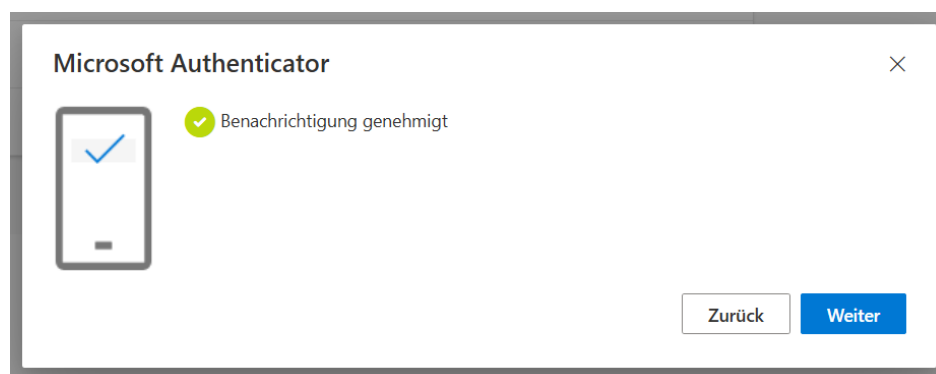 Microsoft Authenticator
Benachrichtigung genehmigt
Zurück
Weiter